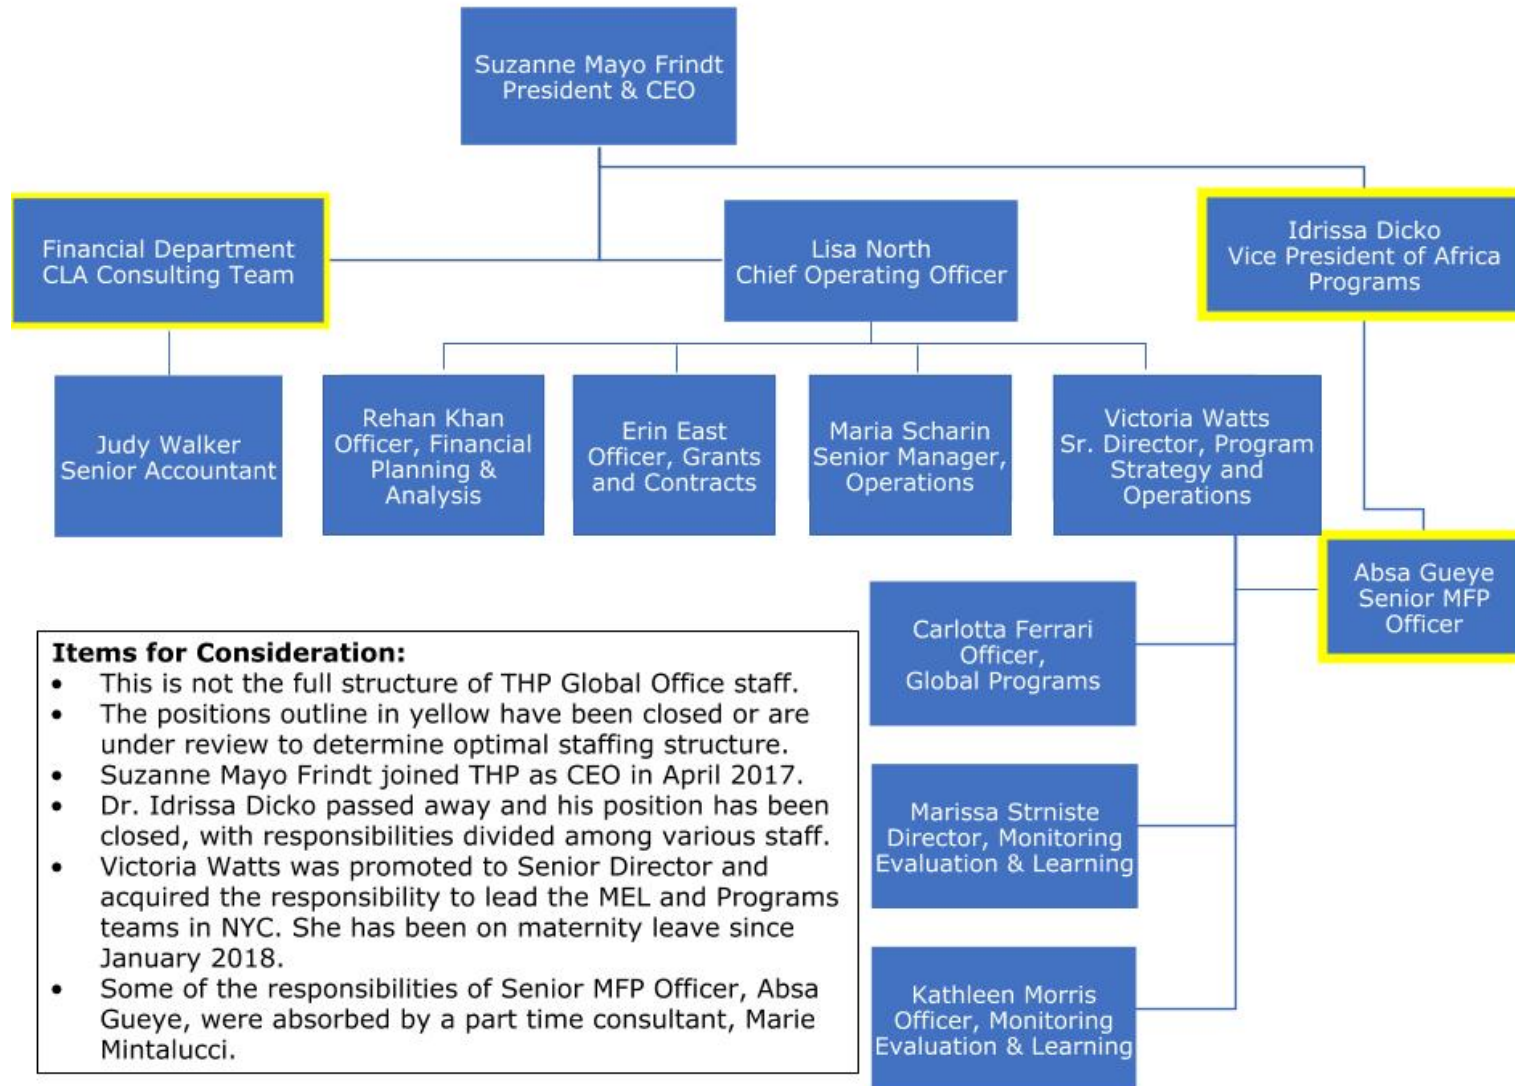 Suzanne Mayo Frindt
President & CEO
Financial Department
CLA Consulting Team
Lisa North
Chief Operating Officer
Idrissa Dicko
Vice President of Africa
Programs
Judy Walker
Senior Accountant
Rehan Khan
Officer, Financial
Planning &
Analysis
Erin East
Officer, Grants
and Contracts
Maria Scharin
Senior Manager,
Operations
Victoria Watts
Sr. Director, Program
Strategy and
Operations
Absa Gueye
Senior MFP
Officer
Carlotta Ferrari
Officer,
Global Programs
Marissa Strniste
Director, Monitoring
Evaluation & Learning
Kathleen Morris
Officer, Monitoring
Evaluation & Learning
Items for Consideration:
• This is not the full structure of THP Global Office staff.
• The positions outline in yellow have been closed or are
under review to determine optimal staffing structure.
• Suzanne Mayo Frindt joined THP as CEO in April 2017.
• Dr. Idrissa Dicko passed away and his position has been
closed, with responsibilities divided among various staff.
• Victoria Watts was promoted to Senior Director and
acquired the responsibility to lead the MEL and Programs
teams in NYC. She has been on maternity leave since
January 2018.
• Some of the responsibilities of Senior MFP Officer, Absa
Gueye, were absorbed by a part time consultant, Marie
Mintalucci.